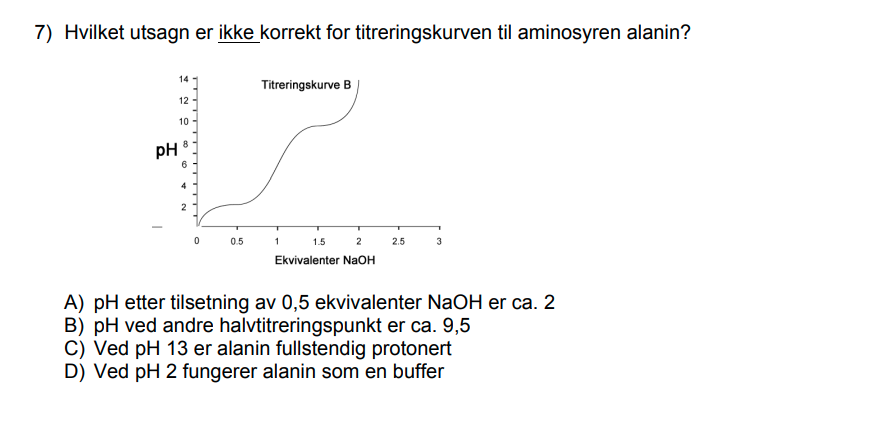 7) Hvilket utsagn er ikke korrekt for titreringskurven til aminosyren alanin?
Titreringskurve B
14
12
10
8
6
4
2
pH
0 0.5 1 1.5 2 2.5 3
Ekvivalenter NaOH
A) pH etter tilsetning av 0,5 ekvivalenter NaOH er ca. 2
B) pH ved andre halvtitreringspunkt er ca. 9,5
C) Ved pH 13 er alanin fullstendig protonert
D) Ved pH 2 fungerer alanin som en buffer